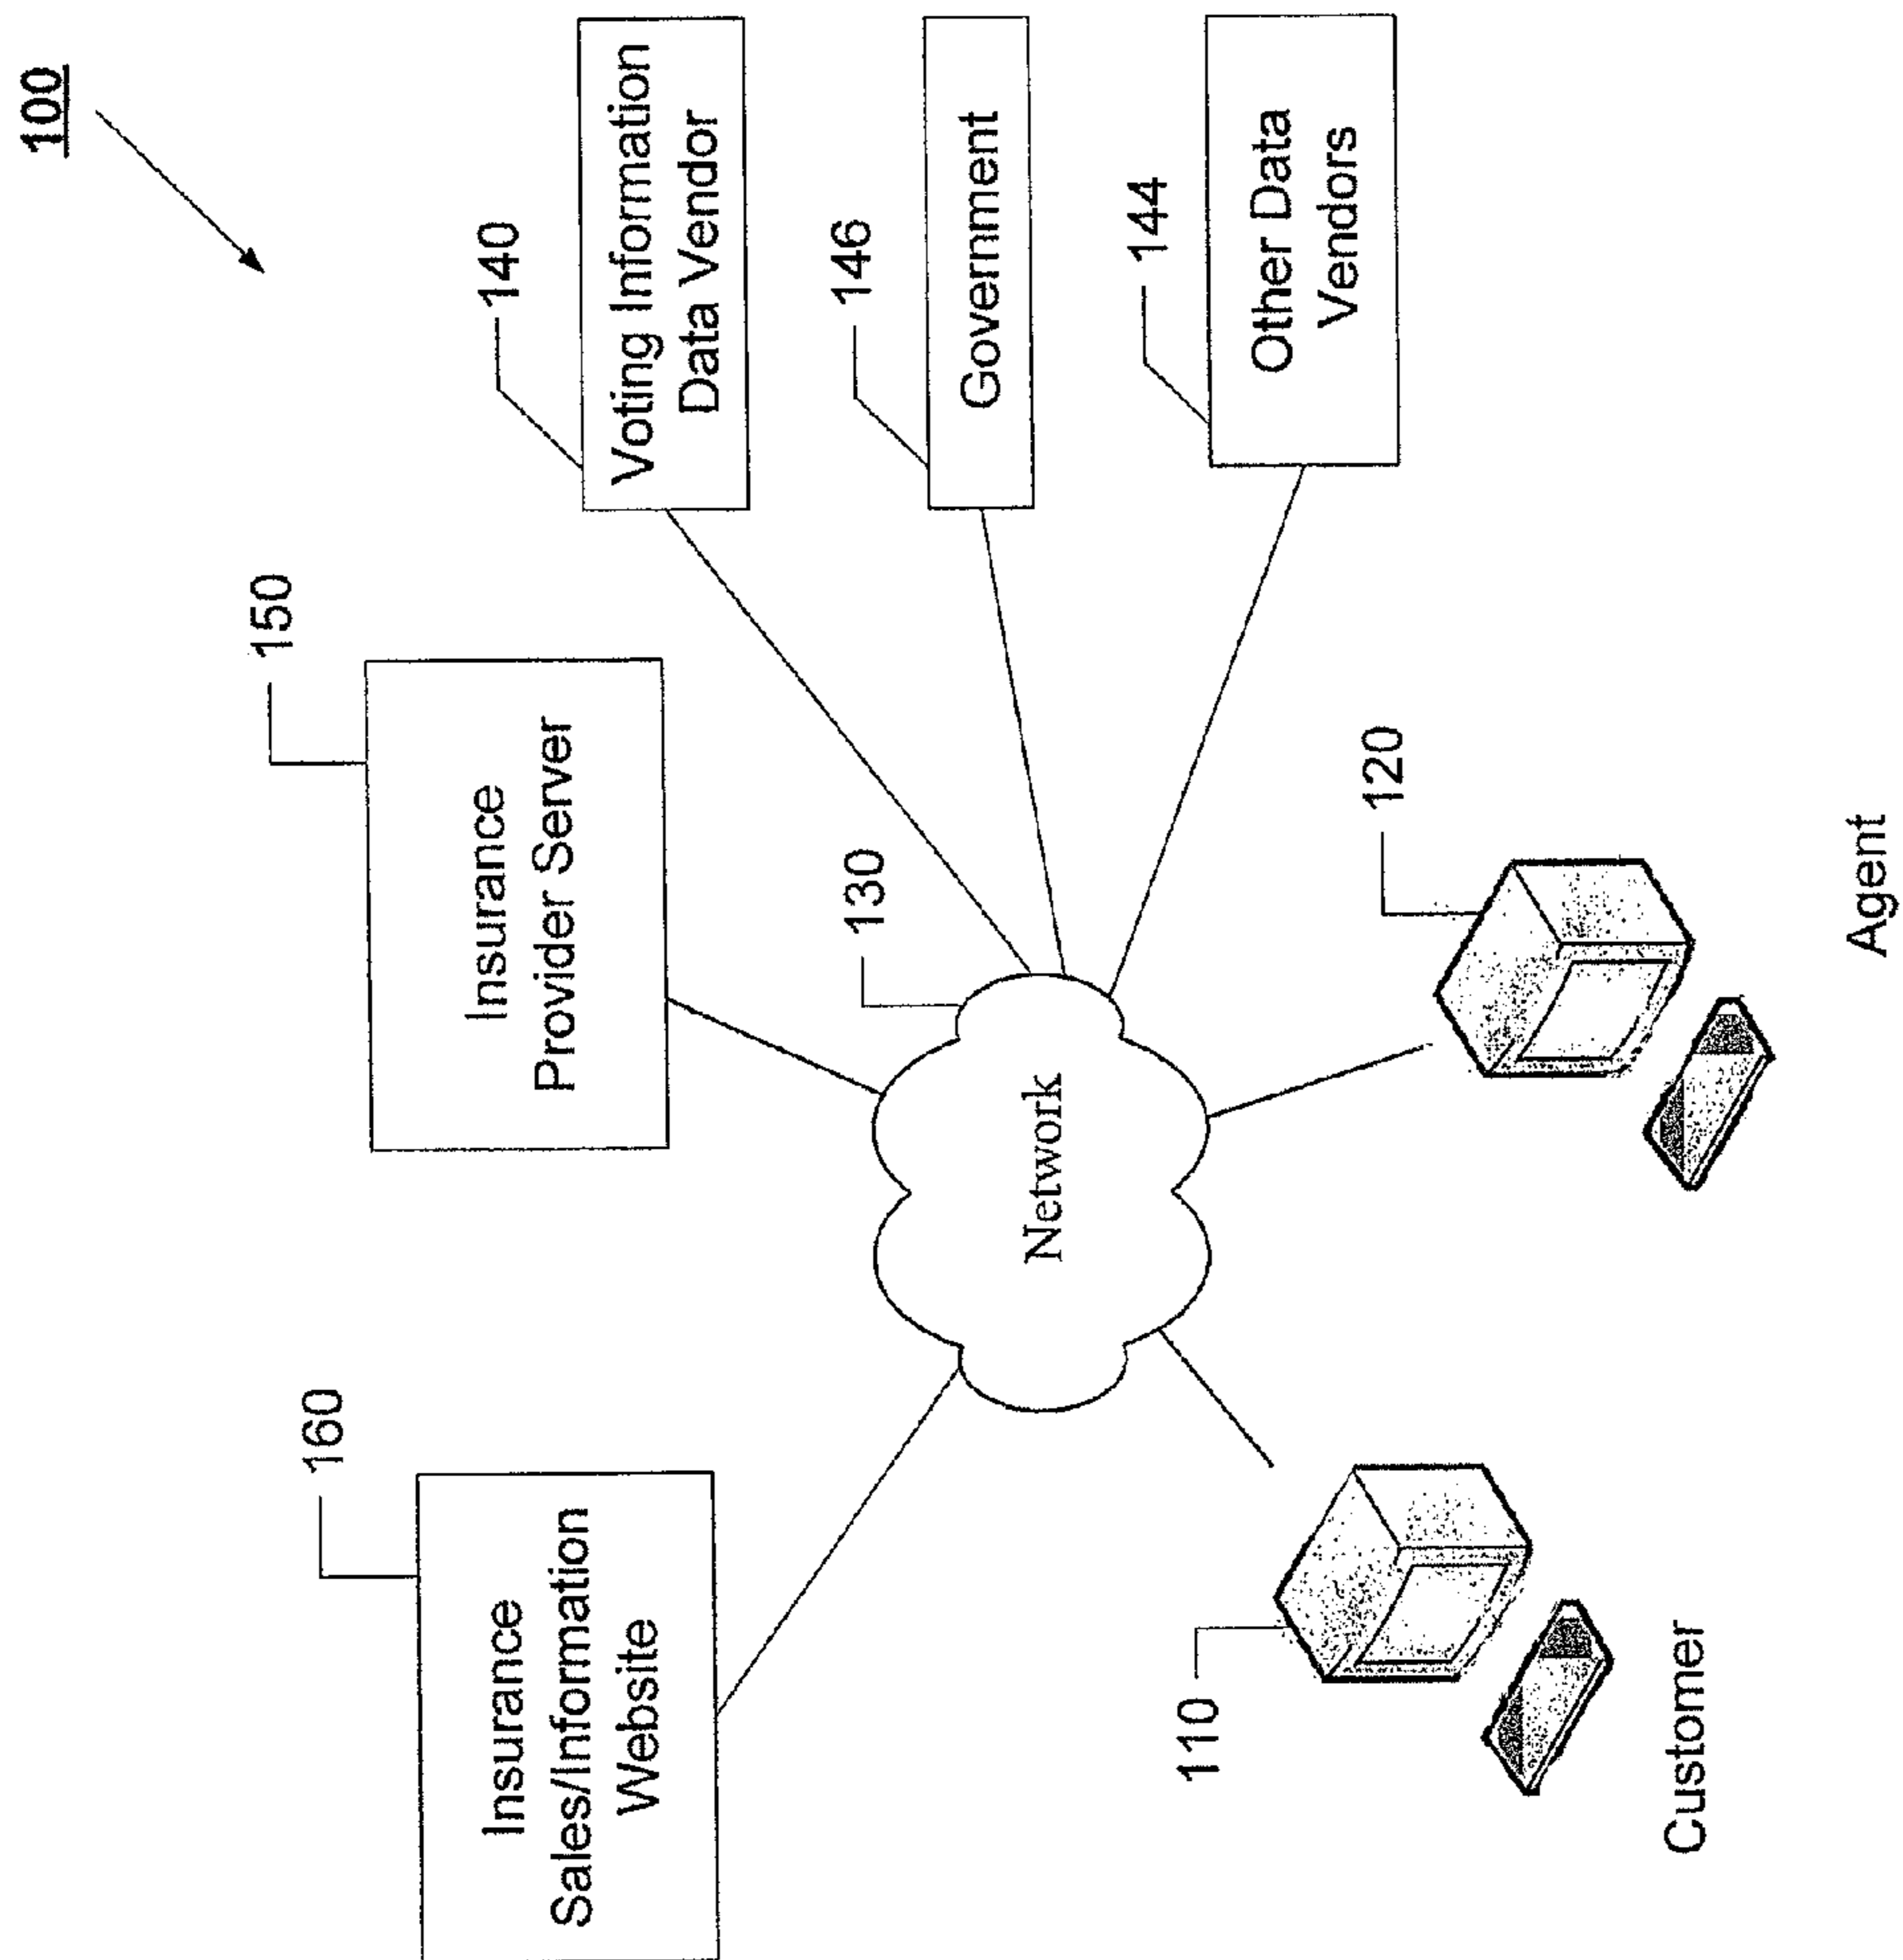 100
160
Insurance
Sales/Information
Website
150
Insurance
Provider Server
140
Voting Information
Data Vendor
130
Network
146
Government
144
Other Data
Vendors
110
Customer
120
Agent